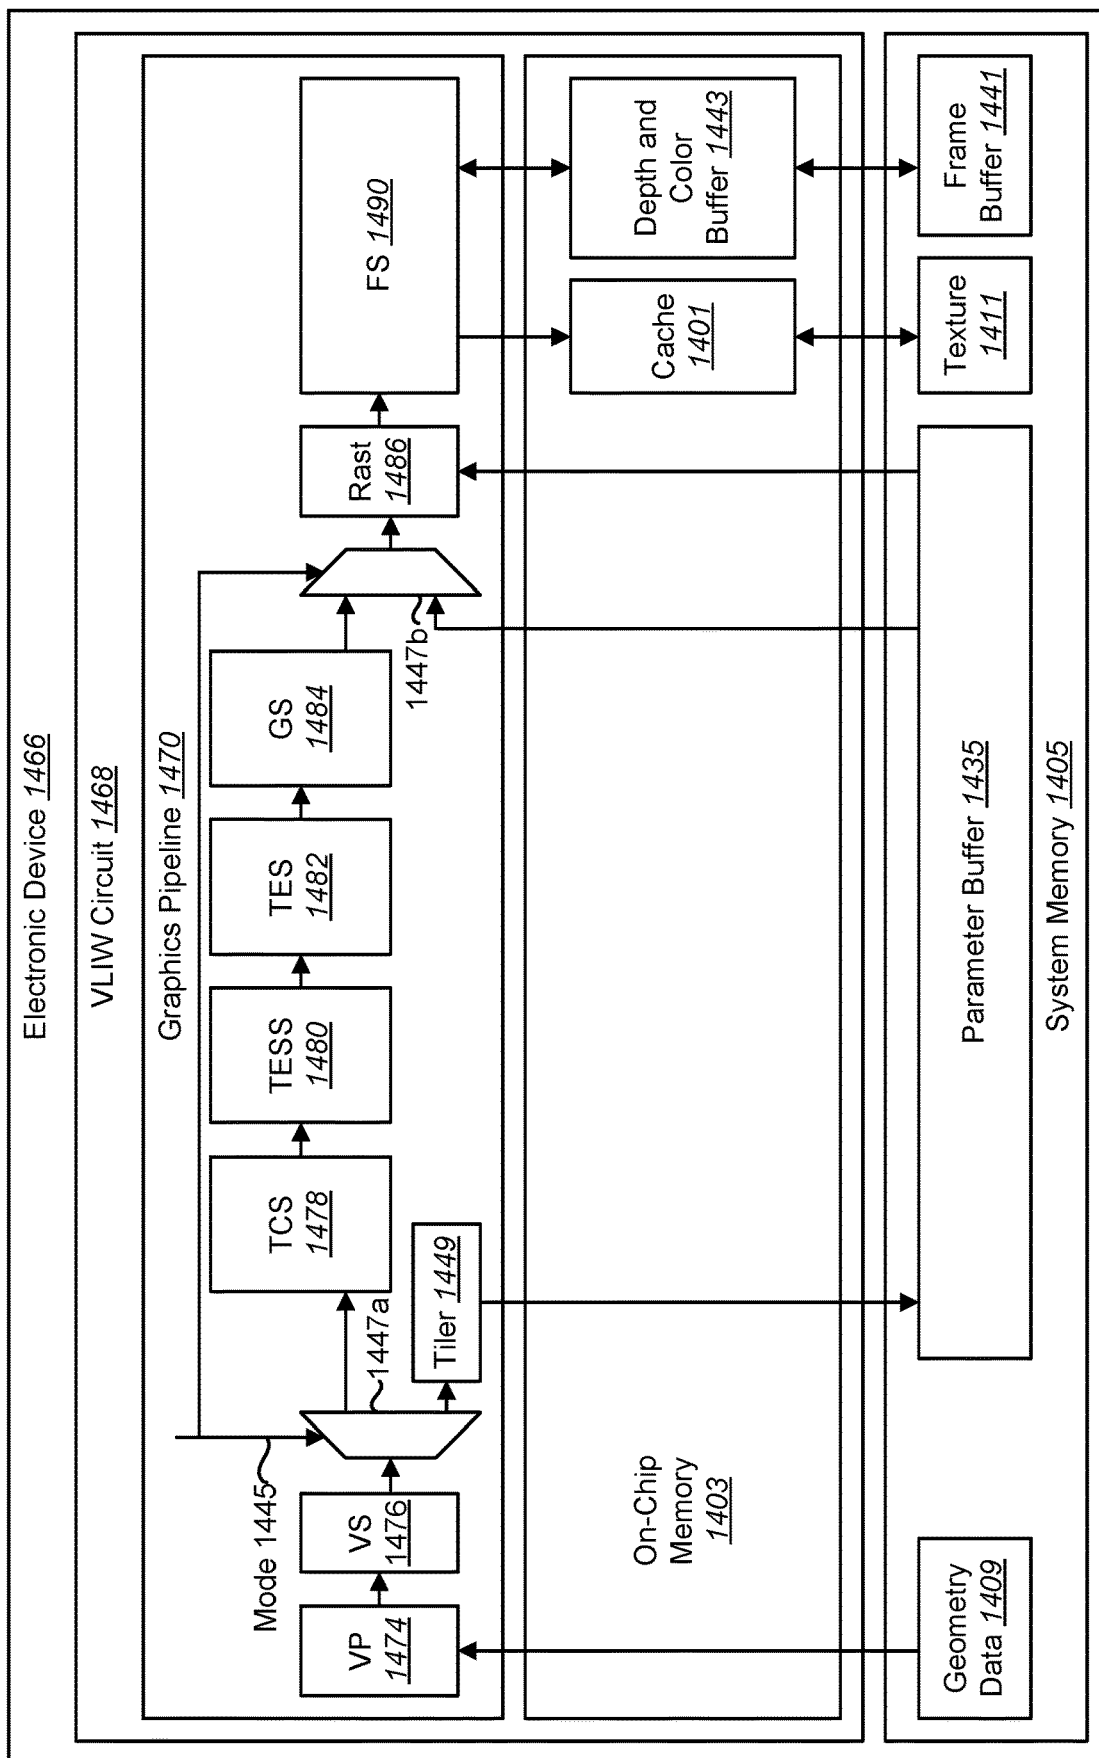 Electronic Device 1466
VLIW Circuit 1468
Graphics Pipeline 1470
Mode 1445
VP
1474
VS
1476
1447a
Tiler 1449
TCS
1478
TESS
1480
TES
1482
GS
1484
1447b
Rast
1486
FS 1490
On-Chip
Memory
1403
Cache
1401
Depth and
Color
Buffer 1443
Geometry
Data 1409
Parameter Buffer 1435
Texture
1411
Frame
Buffer 1441
System Memory 1405